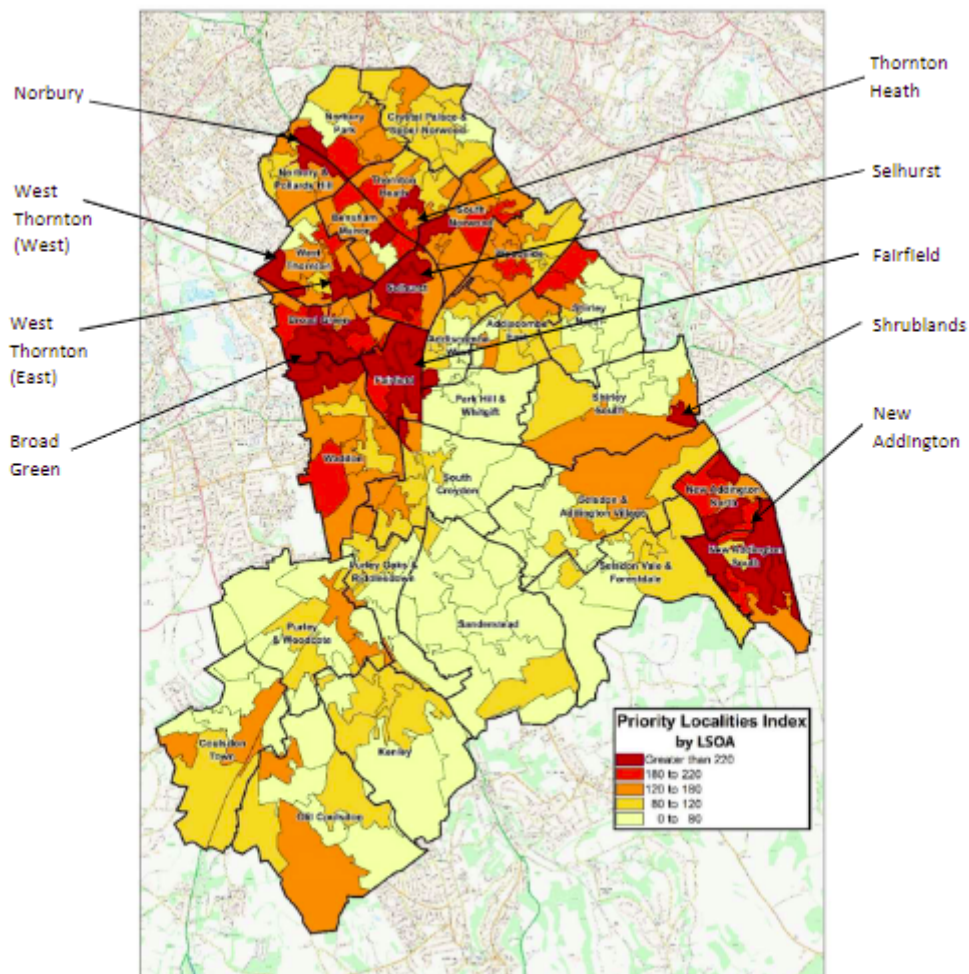 Norbury
Thornton
Heath
West
Thornton
(West)
Selhurst
Fairfield
West
Thornton
(East)
Shrublands
Broad
Green
New
Addington
Norbury
Park
Crystal Palace &
Upper Norwood
Norbury &
Pollards Hill
Thornton
Heath
Bensham
Manor
South
Norwood
West
Thornton
Woodside
Selhurst
Broad Green
Shirley
North
Addiscombe
East
Addiscombe
West
Fairfield
Park Hill &
Whitgift
Shirley
South
Waddon
South
Croydon
New Addington
North
Selsdon &
Addington Village
New Addington
South
Purley Oaks &
Riddlesdown
Selsdon Vale &
Forestdale
Sanderstead
Purley
& Woodcote
Coulsdon
Town
Kenley
Old Coulsdon
Priority Localities Index
by LSOA
Greater than 220
180 to 220
120 to 180
80 to 120
0 to 80